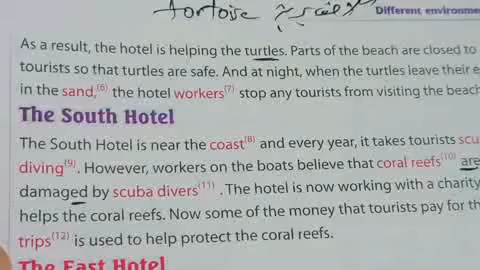 tortoise
Different environme
As a result, the hotel is helping the turtles. Parts of the beach are closed to
tourists so that turtles are safe. And at night, when the turtles leave their e
in the sand,(6) the hotel workers(7) stop any tourists from visiting the beach
The South Hotel
The South Hotel is near the coast(8) and every year, it takes tourists scu
diving(9). However, workers on the boats believe that coral reefs(10) are
damaged by scuba divers(11). The hotel is now working with a charity
helps the coral reefs. Now some of the money that tourists pay for th
trips(12) is used to help protect the coral reefs.
The East Hotel